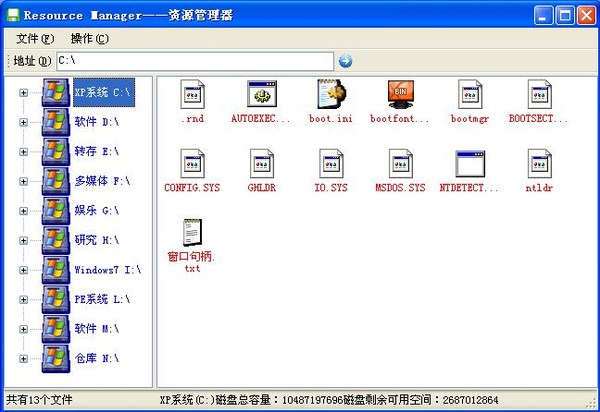 Resource Manager——资源管理器
文件(F) 操作(C)
地址(D) C:\
XP系统 C:\
软件 D:\
转存 E:\
多媒体 F:\
娱乐 G:\
研究 H:\
Windows7 I:\
PE系统 L:\
软件 M:\
仓库 N:\
.rnd AUTOEXEC... boot.ini bootfont... bootmgr BOOTSECT...
CONFIG.SYS GHLDR IO.SYS MSDOS.SYS NTDETECT... ntldr
窗口句柄.
txt
共有13个文件 XP系统(C:)磁盘总容量：10487197696磁盘剩余可用空间：2687012864